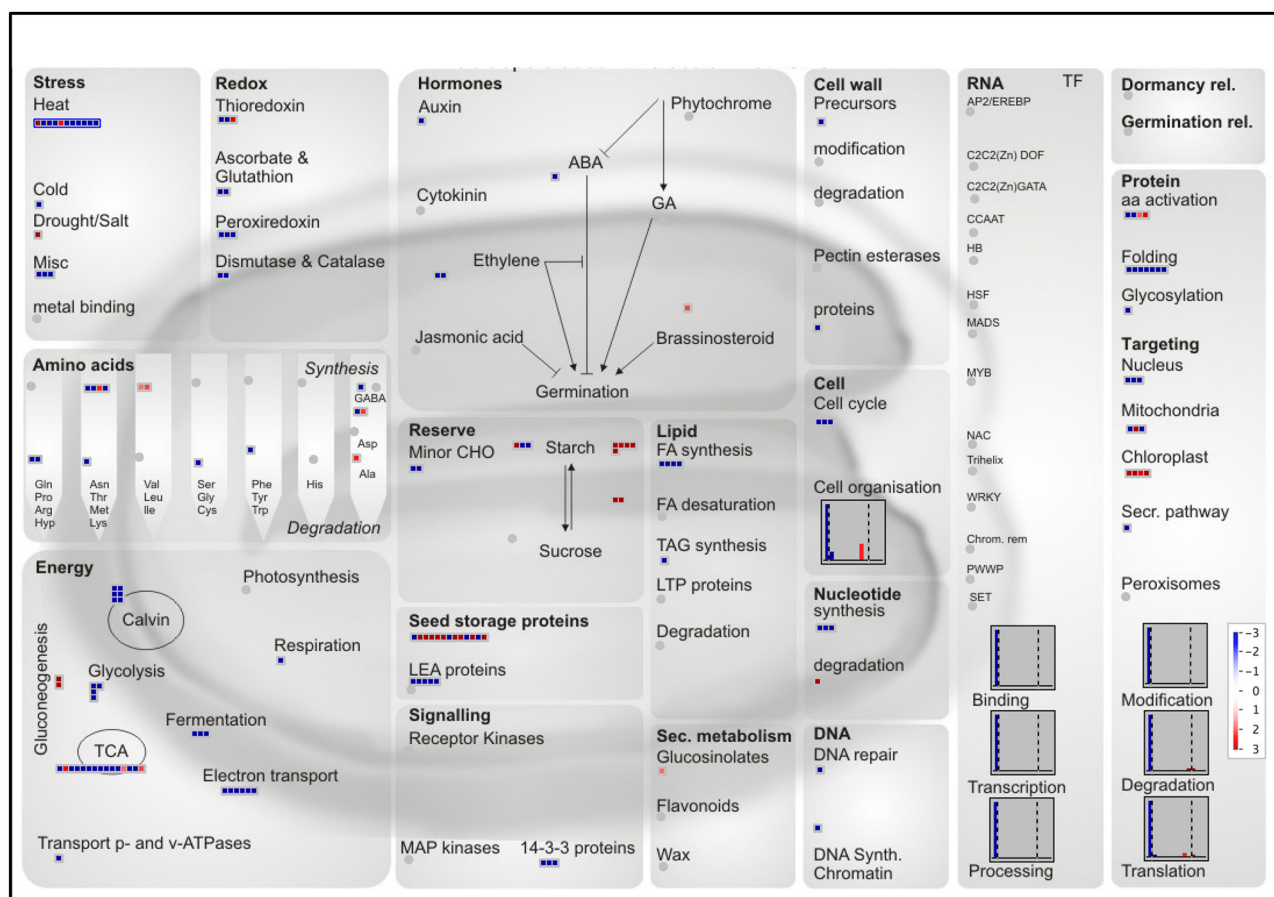 Stress
Heat
Cold
Drought/Salt
Misc
metal binding
Redox
Thioredoxin
Ascorbate &
Glutathion
Peroxiredoxin
Dismutase & Catalase
Hormones
Auxin
Phytochrome
ABA
Cytokinin
GA
Ethylene
Jasmonic acid
Brassinosteroid
Germination
Cell wall
Precursors
modification
degradation
Pectin esterases
proteins
RNA
TF
AP2/EREBP
C2C2(Zn) DOF
C2C2(Zn)GATA
CCAAT
HB
HSF
MADS
MYB
NAC
Trihelix
WRKY
Chrom. rem
PWWP
SET
Binding
Transcription
Processing
Dormancy rel.
Germination rel.
Protein
aa activation
Folding
Glycosylation
Targeting
Nucleus
Mitochondria
Chloroplast
Secr. pathway
Peroxisomes
Modification
Degradation
Translation
-3
-2
-1
0
1
2
3
Amino acids
Synthesis
GABA
Asp
Ala
Gln
Pro
Arg
Hyp
Asn
Thr
Met
Lys
Val
Leu
Ile
Ser
Gly
Cys
Phe
Tyr
Trp
His
Degradation
Reserve
Minor CHO
Starch
Sucrose
Lipid
FA synthesis
FA desaturation
TAG synthesis
LTP proteins
Degradation
Cell
Cell cycle
Cell organisation
Nucleotide
synthesis
degradation
Energy
Photosynthesis
Calvin
Respiration
Gluconeogenesis
Glycolysis
Fermentation
TCA
Electron transport
Transport p- and v-ATPases
Seed storage proteins
LEA proteins
Signalling
Receptor Kinases
MAP kinases
14-3-3 proteins
Sec. metabolism
Glucosinolates
Flavonoids
Wax
DNA
DNA repair
DNA Synth.
Chromatin